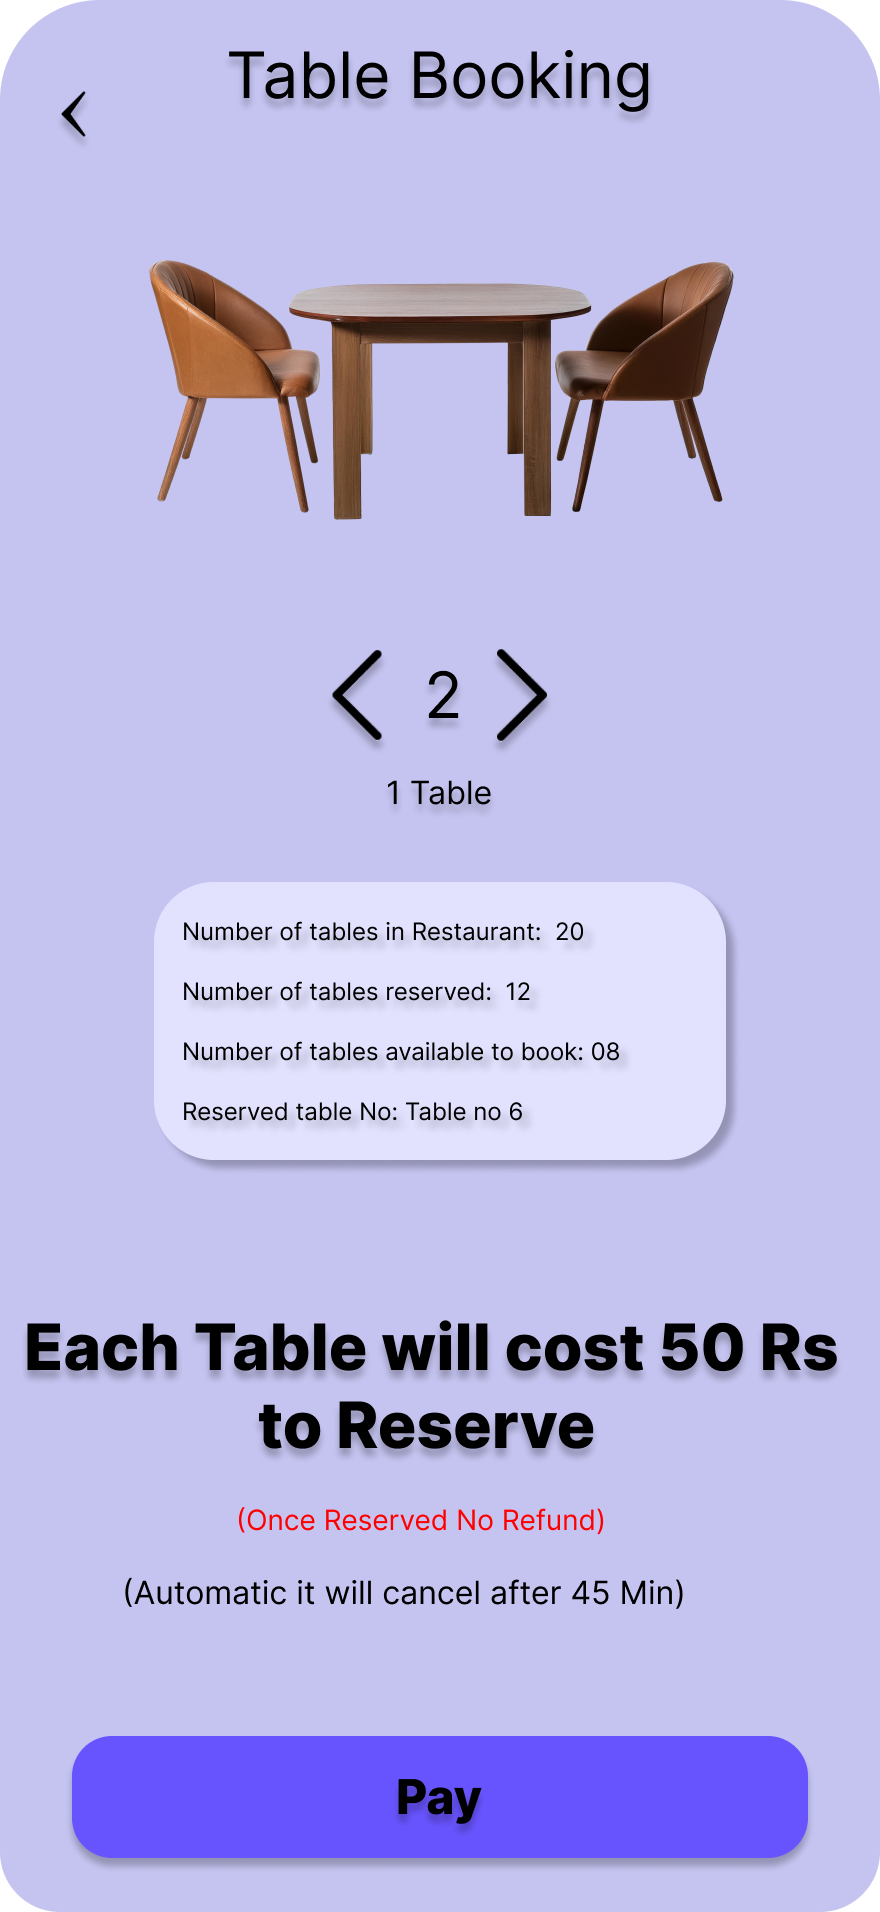 Table Booking
2
1 Table
Number of tables in Restaurant:  20
Number of tables reserved:  12
Number of tables available to book: 08
Reserved table No: Table no 6
Each Table will cost 50 Rs
to Reserve
(Once Reserved No Refund)
(Automatic it will cancel after 45 Min)
Pay